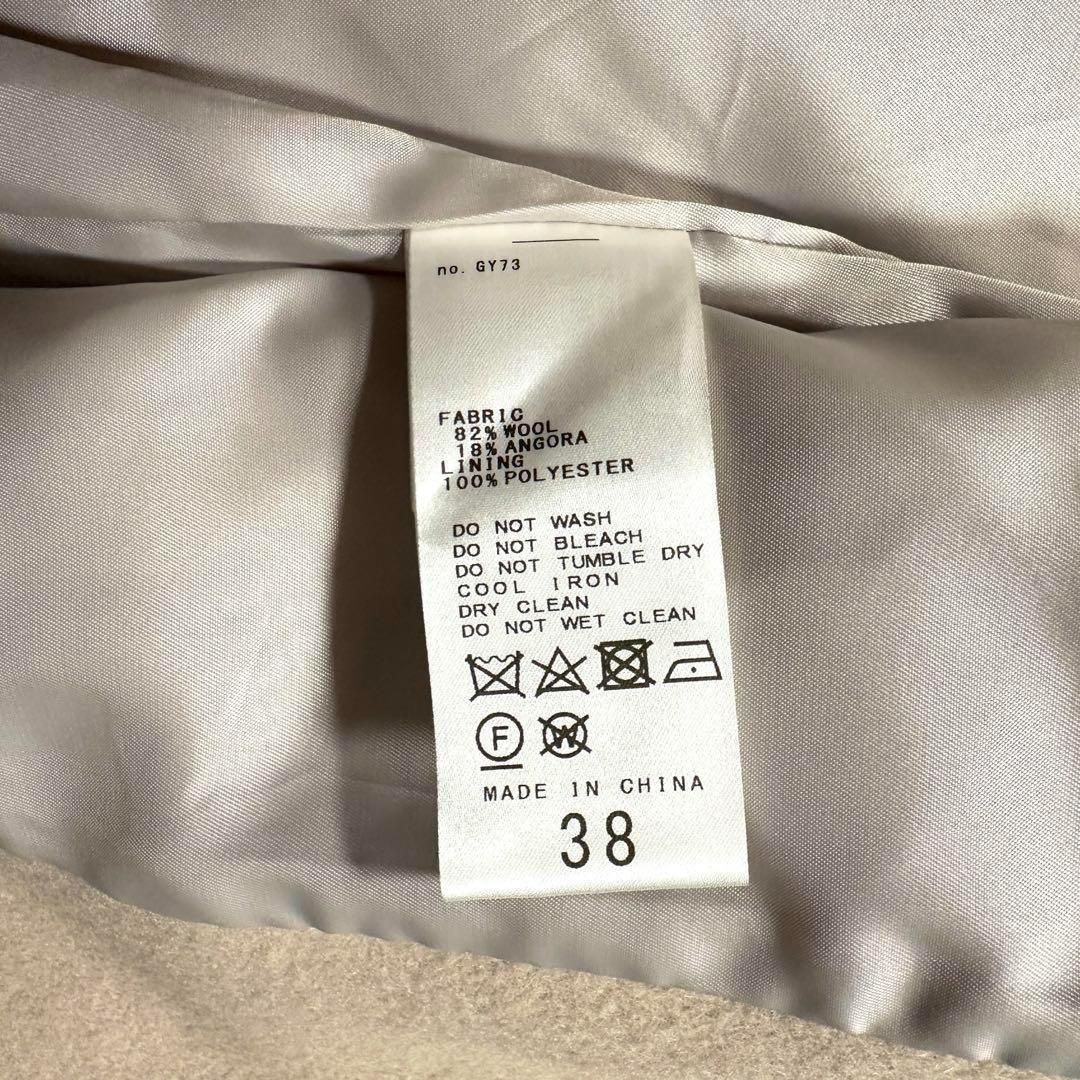 no. GY73
FABRIC
82% WOOL
18% ANGORA
LINING
100% POLYESTER
DO NOT WASH
DO NOT BLEACH
DO NOT TUMBLE DRY
COOL IRON
DRY CLEAN
DO NOT WET CLEAN
F W
MADE IN CHINA
38